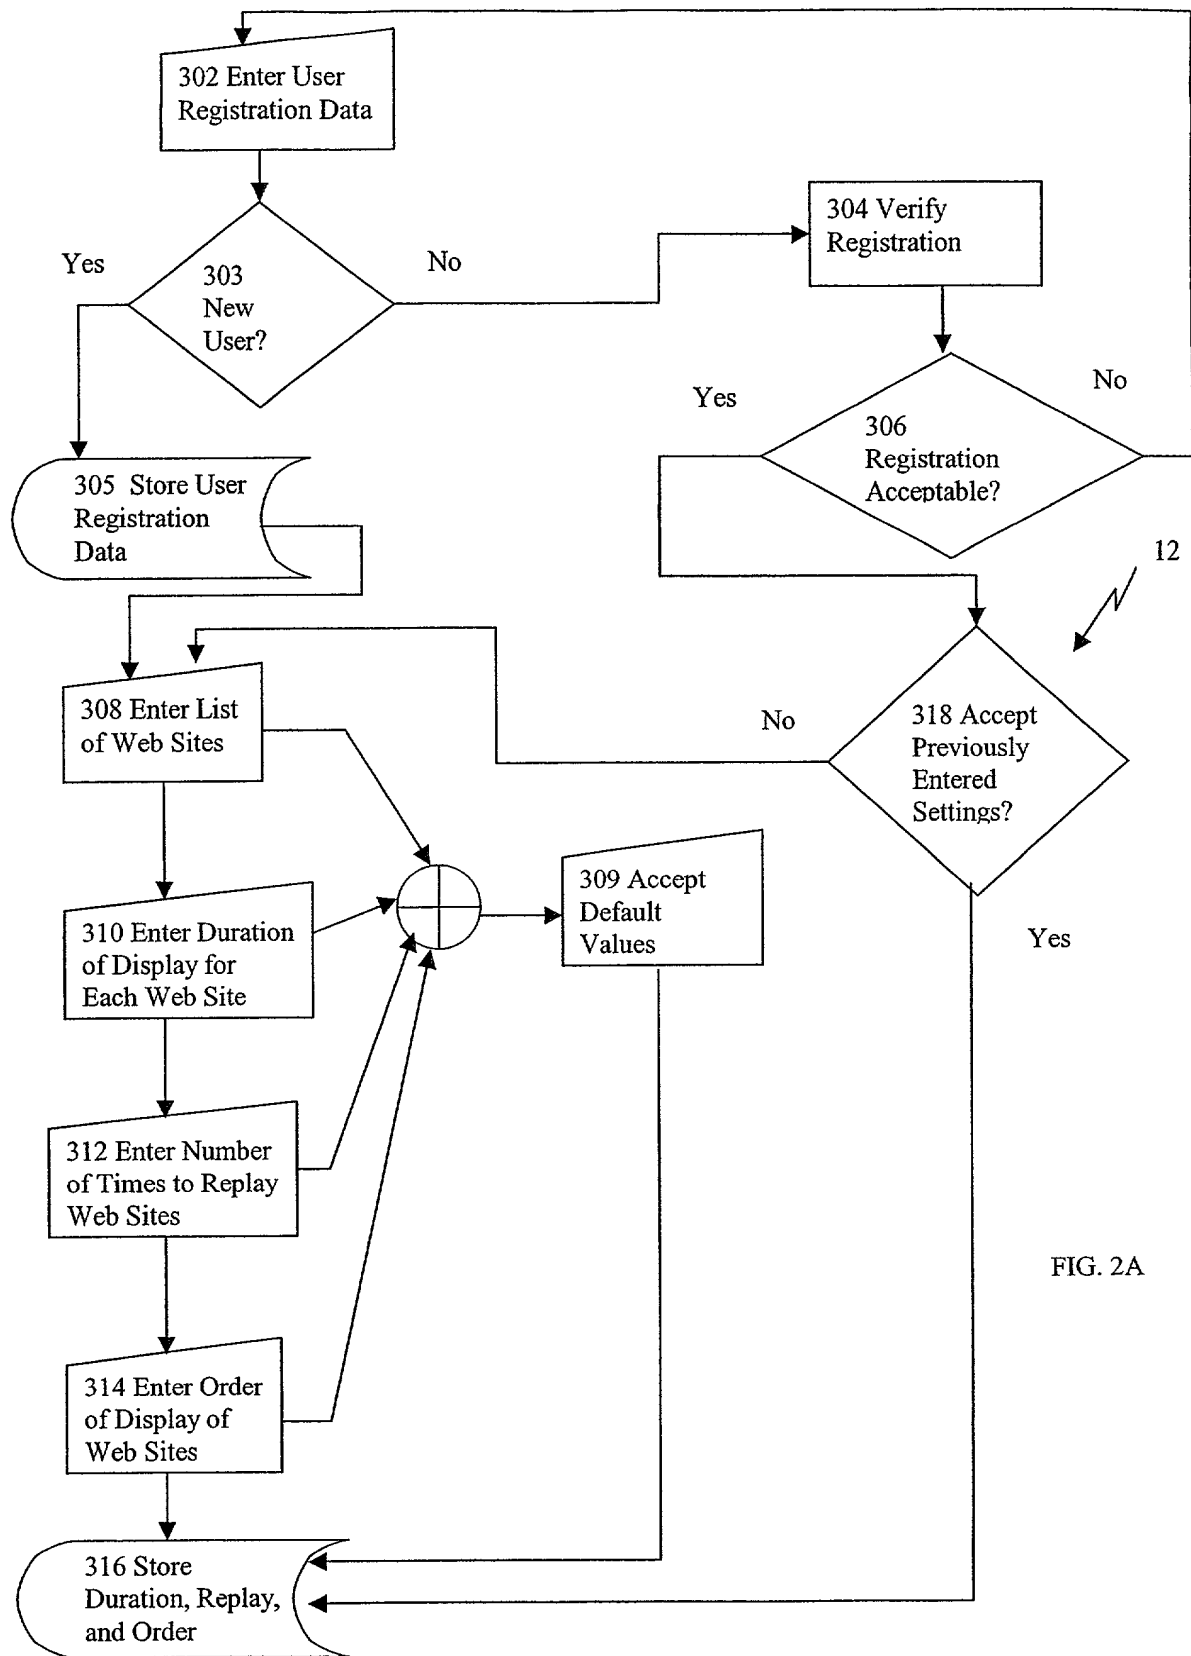 302 Enter User
Registration Data
304 Verify
Registration
Yes
303
New
User?
No
Yes
306
Registration
Acceptable?
No
305 Store User
Registration
Data
12
308 Enter List
of Web Sites
No
318 Accept
Previously
Entered
Settings?
309 Accept
Default
Values
310 Enter Duration
of Display for
Each Web Site
Yes
312 Enter Number
of Times to Replay
Web Sites
FIG. 2A
314 Enter Order
of Display of
Web Sites
316 Store
Duration, Replay,
and Order